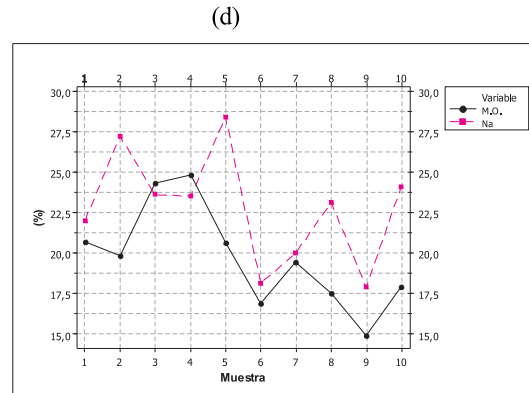 (d)
1 2 3 4 5 6 7 8 9 10
30,0 30,0
27,5 27,5
25,0 25,0
22,5 22,5
20,0 20,0
17,5 17,5
15,0 15,0
(%)
1 2 3 4 5 6 7 8 9 10
Muestra
Variable
M.O.
Na